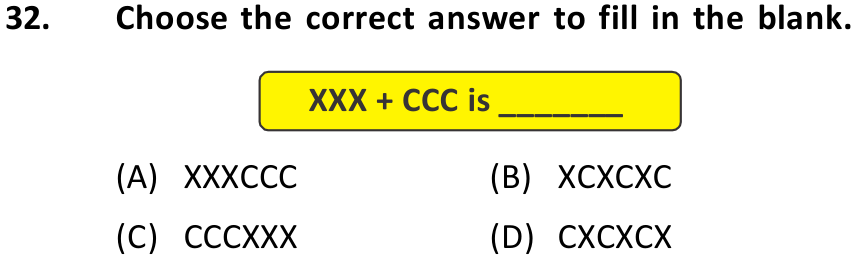 32. Choose the correct answer to fill in the blank.
XXX + CCC is _______
(A) XXXCCC (B) XCXCXC
(C) CCCXXX (D) CXCXCX